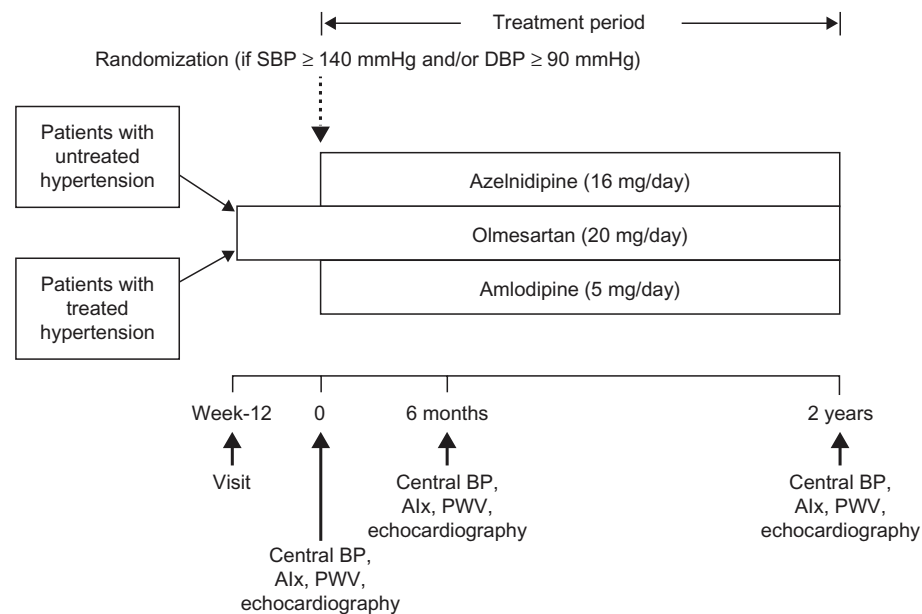 Treatment period
Randomization (if SBP ≥ 140 mmHg and/or DBP ≥ 90 mmHg)
Patients with
untreated
hypertension
Azelnidipine (16 mg/day)
Olmesartan (20 mg/day)
Amlodipine (5 mg/day)
Patients with
treated
hypertension
Week-12
0
6 months
2 years
Visit
Central BP,
AIx, PWV,
echocardiography
Central BP,
AIx, PWV,
echocardiography
Central BP,
AIx, PWV,
echocardiography